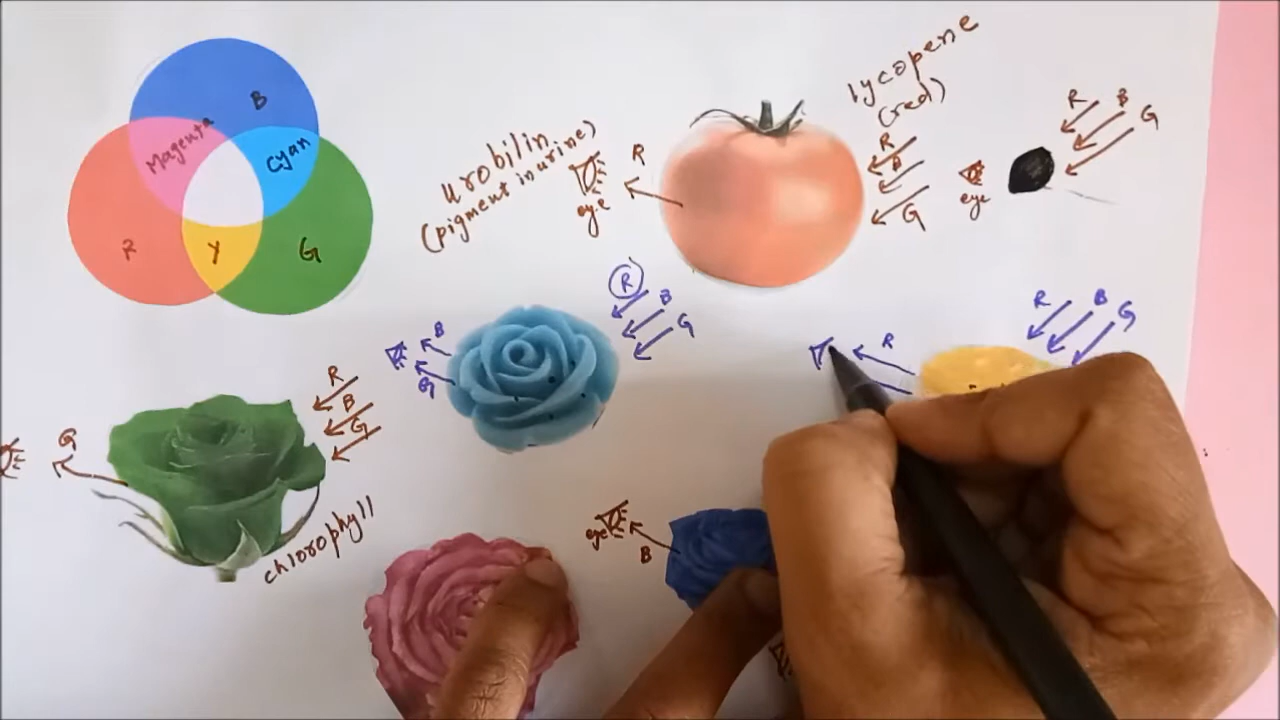 B
Magenta
Cyan
R
Y
G
urobilin
(pigment in urine)
eye
R
lycopene
(red)
R
B
G
eye
R
B
G
R
B
G
B
G
R
B
G
R
G
R
B
G
chlorophyll
eye
B